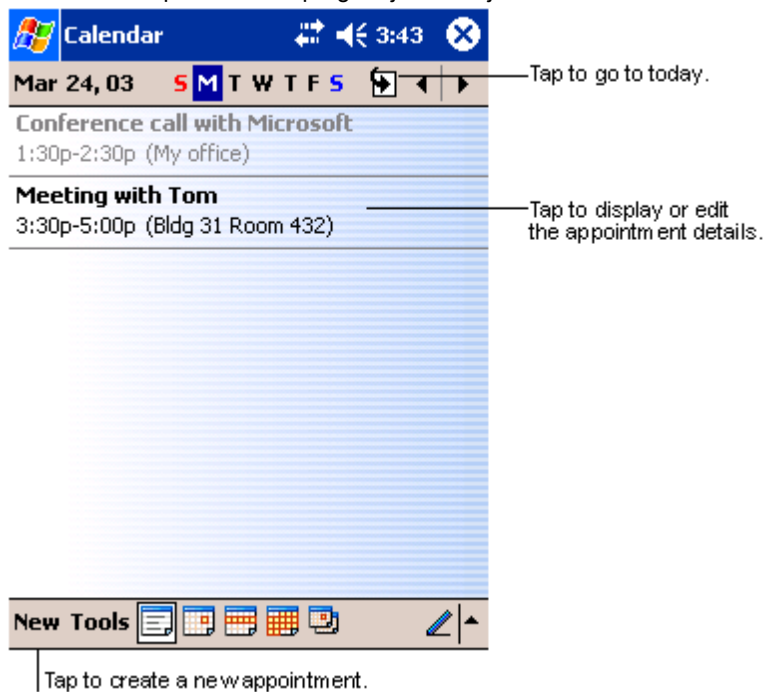 Calendar 3:43
Mar 24, 03 S M T W T F S
Tap to go to today.
Conference call with Microsoft
1:30p-2:30p (My office)
Meeting with Tom
3:30p-5:00p (Bldg 31 Room 432)
Tap to display or edit
the appointment details.
New Tools
Tap to create a new appointment.